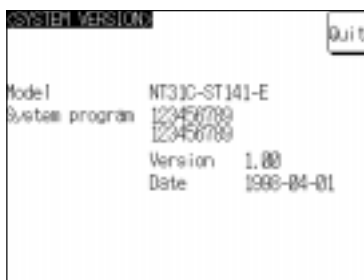 <SYSTEM VERSION>
Quit
Model NT31C-ST141-E
System program 123456789
123456789
Version 1.00
Date 1998-04-01